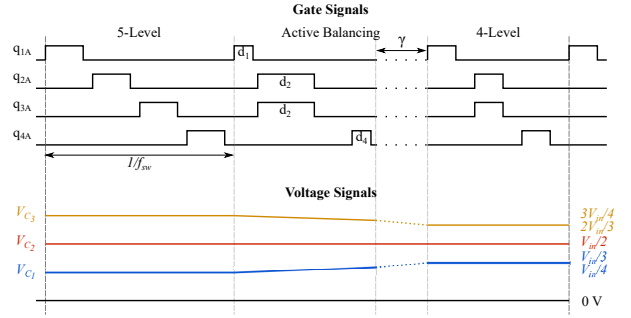 Gate Signals
5-Level
Active Balancing
γ
4-Level
q1A
d1
q2A
d2
q3A
d2
q4A
d4
1/fsw
Voltage Signals
VC3
3Vin/4
2Vin/3
VC2
Vin/2
VC1
Vin/3
Vin/4
0 V